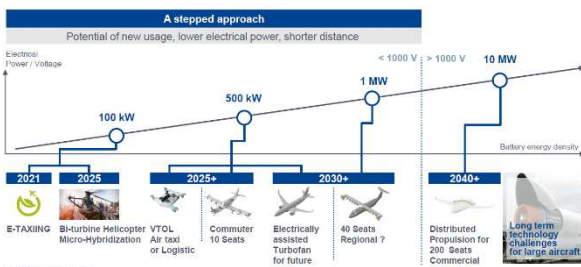 A stepped approach
Potential of new usage, lower electrical power, shorter distance
Electrical
Power / Voltage
< 1000 V
> 1000 V
10 MW
1 MW
500 kW
100 kW
Battery energy density
2021
2025
2025+
2030+
2040+
E-TAXIING
Bi-turbine Helicopter
Micro-Hybridization
VTOL
Air taxi
or Logistic
Commuter
10 Seats
Electrically
assisted
Turbofan
for future
40 Seats
Regional ?
Distributed
Propulsion for
200 Seats
Commercial
Long term
technology
challenges
for large aircraft